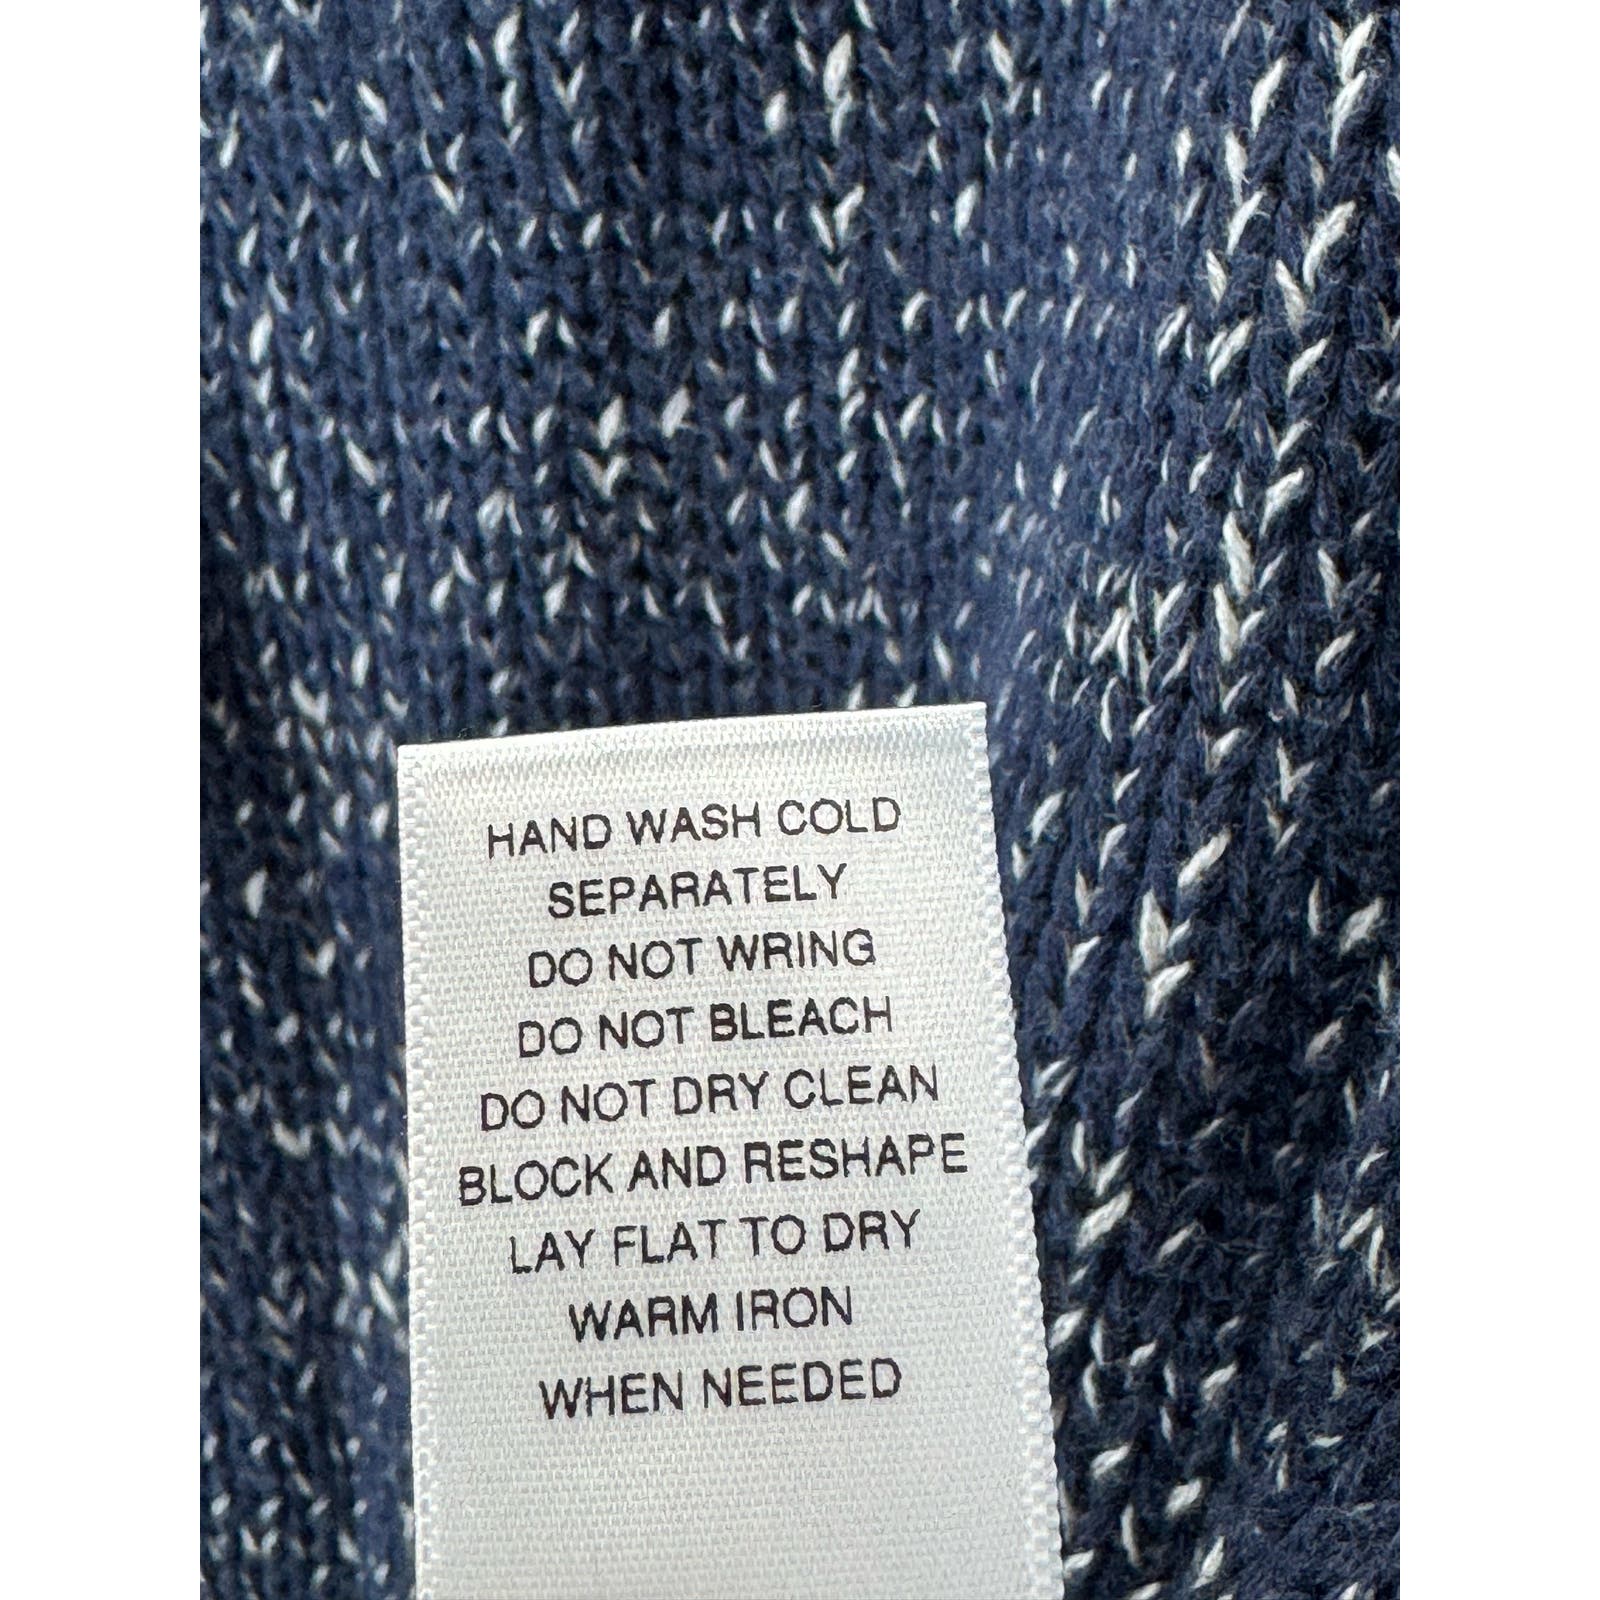 HAND WASH COLD
SEPARATELY
DO NOT WRING
DO NOT BLEACH
DO NOT DRY CLEAN
BLOCK AND RESHAPE
LAY FLAT TO DRY
WARM IRON
WHEN NEEDED